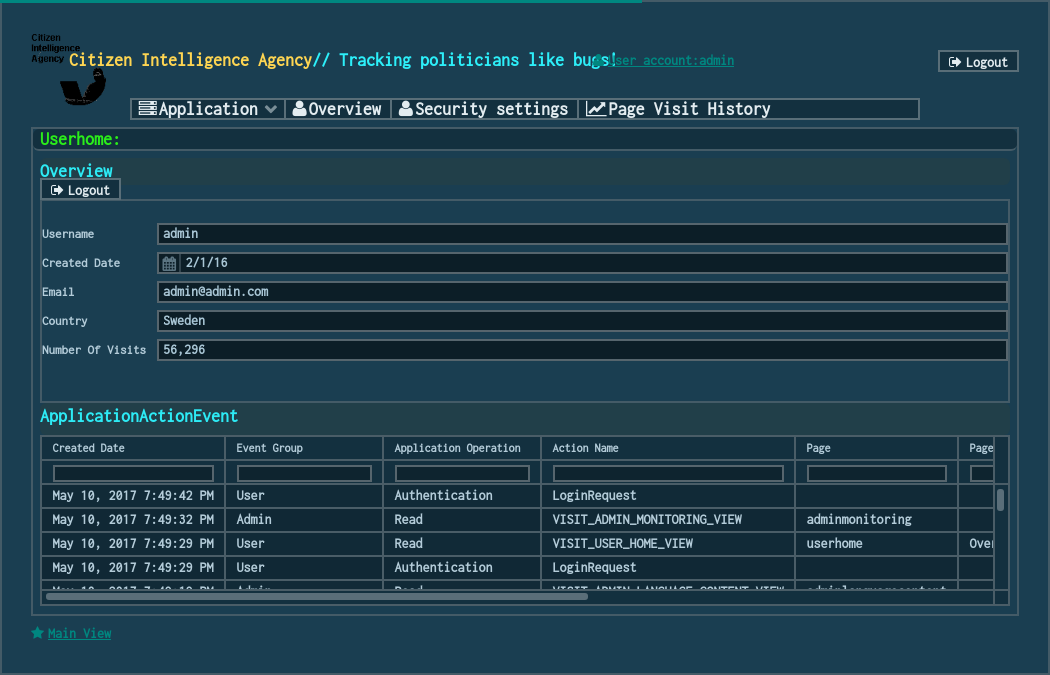 Citizen
Intelligence
Agency
Citizen Intelligence Agency// Tracking politicians like bugs!
User account:admin
Logout
Application Overview Security settings Page Visit History
Userhome:
Overview
Logout
Username admin
Created Date 2/1/16
Email admin@admin.com
Country Sweden
Number Of Visits 56,296
ApplicationActionEvent
Created Date Event Group Application Operation Action Name Page Page
May 10, 2017 7:49:42 PM User Authentication LoginRequest
May 10, 2017 7:49:32 PM Admin Read VISIT_ADMIN_MONITORING_VIEW adminmonitoring
May 10, 2017 7:49:29 PM User Read VISIT_USER_HOME_VIEW userhome Over
May 10, 2017 7:49:29 PM User Authentication LoginRequest
Main View